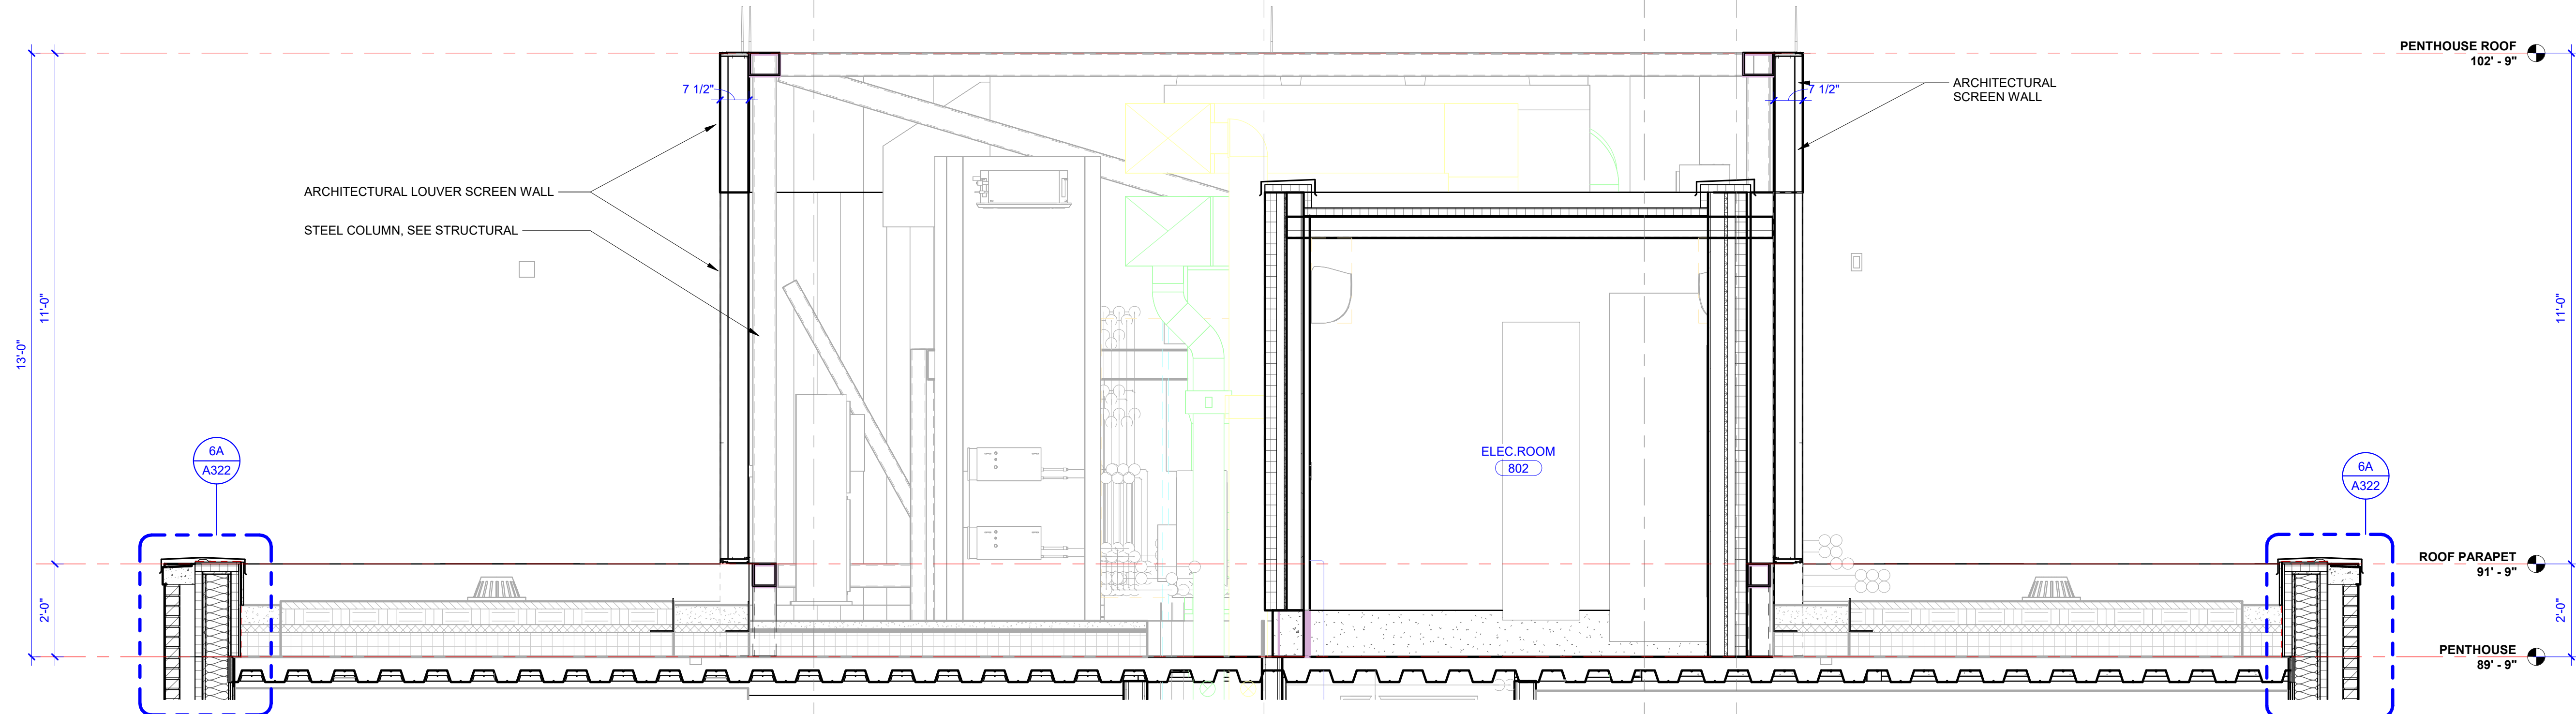 PENTHOUSE ROOF
102' - 9"
7 1/2"
7 1/2"
ARCHITECTURAL
SCREEN WALL
ARCHITECTURAL LOUVER SCREEN WALL
STEEL COLUMN, SEE STRUCTURAL
11'-0"
13'-0"
11'-0"
6A
A322
ELEC.ROOM
802
6A
A322
ROOF PARAPET
91' - 9"
2'-0"
2'-0"
PENTHOUSE
89' - 9"